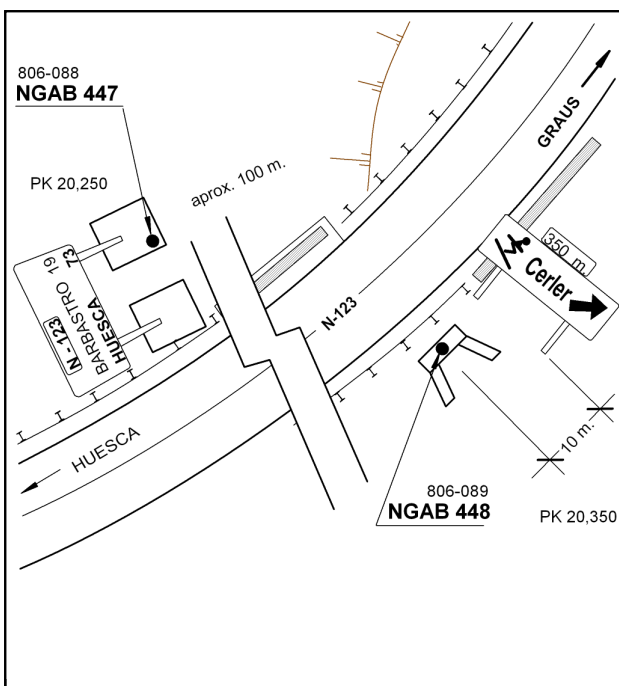 806-088
NGAB 447
PK 20,250
aprox. 100 m.
GRAUS
N-123
BARBASTRO 19
HUESCA 73
350 m.
Cerler
N-123
HUESCA
10 m.
806-089
NGAB 448
PK 20,350